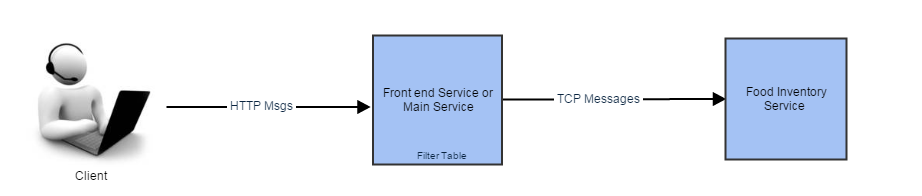 HTTP Msgs
Front end Service or
Main Service
Filter Table
TCP Messages
Food Inventory
Service
Client